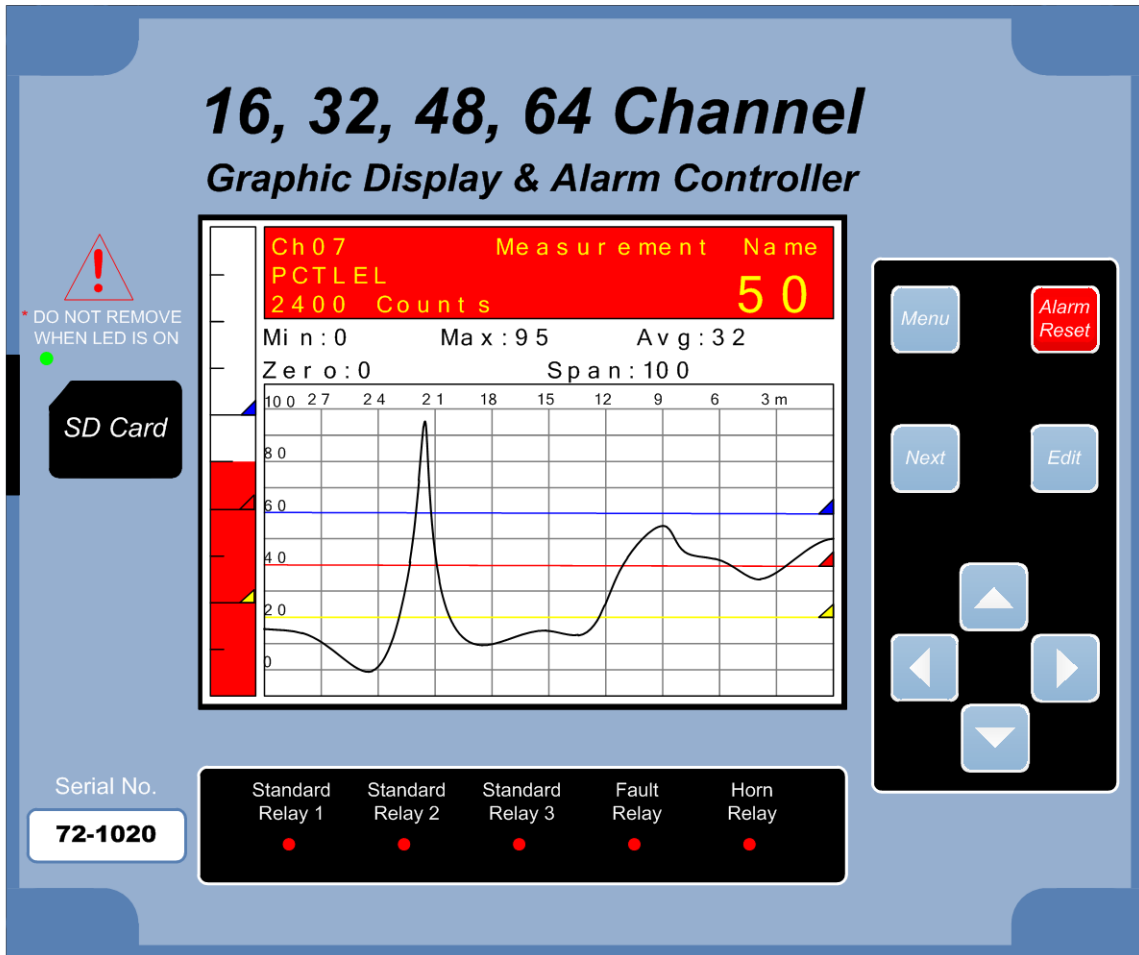 16, 32, 48, 64 Channel
Graphic Display & Alarm Controller
* DO NOT REMOVE
WHEN LED IS ON
SD Card
Ch07 Measurement Name
PCTLEL
2400 Counts 50
Min:0 Max:95 Avg:32
Zero:0 Span:100
100 27 24 21 18 15 12 9 6 3m
80
60
40
20
0
Menu
Alarm
Reset
Next
Edit
Serial No.
72-1020
Standard
Relay 1
Standard
Relay 2
Standard
Relay 3
Fault
Relay
Horn
Relay